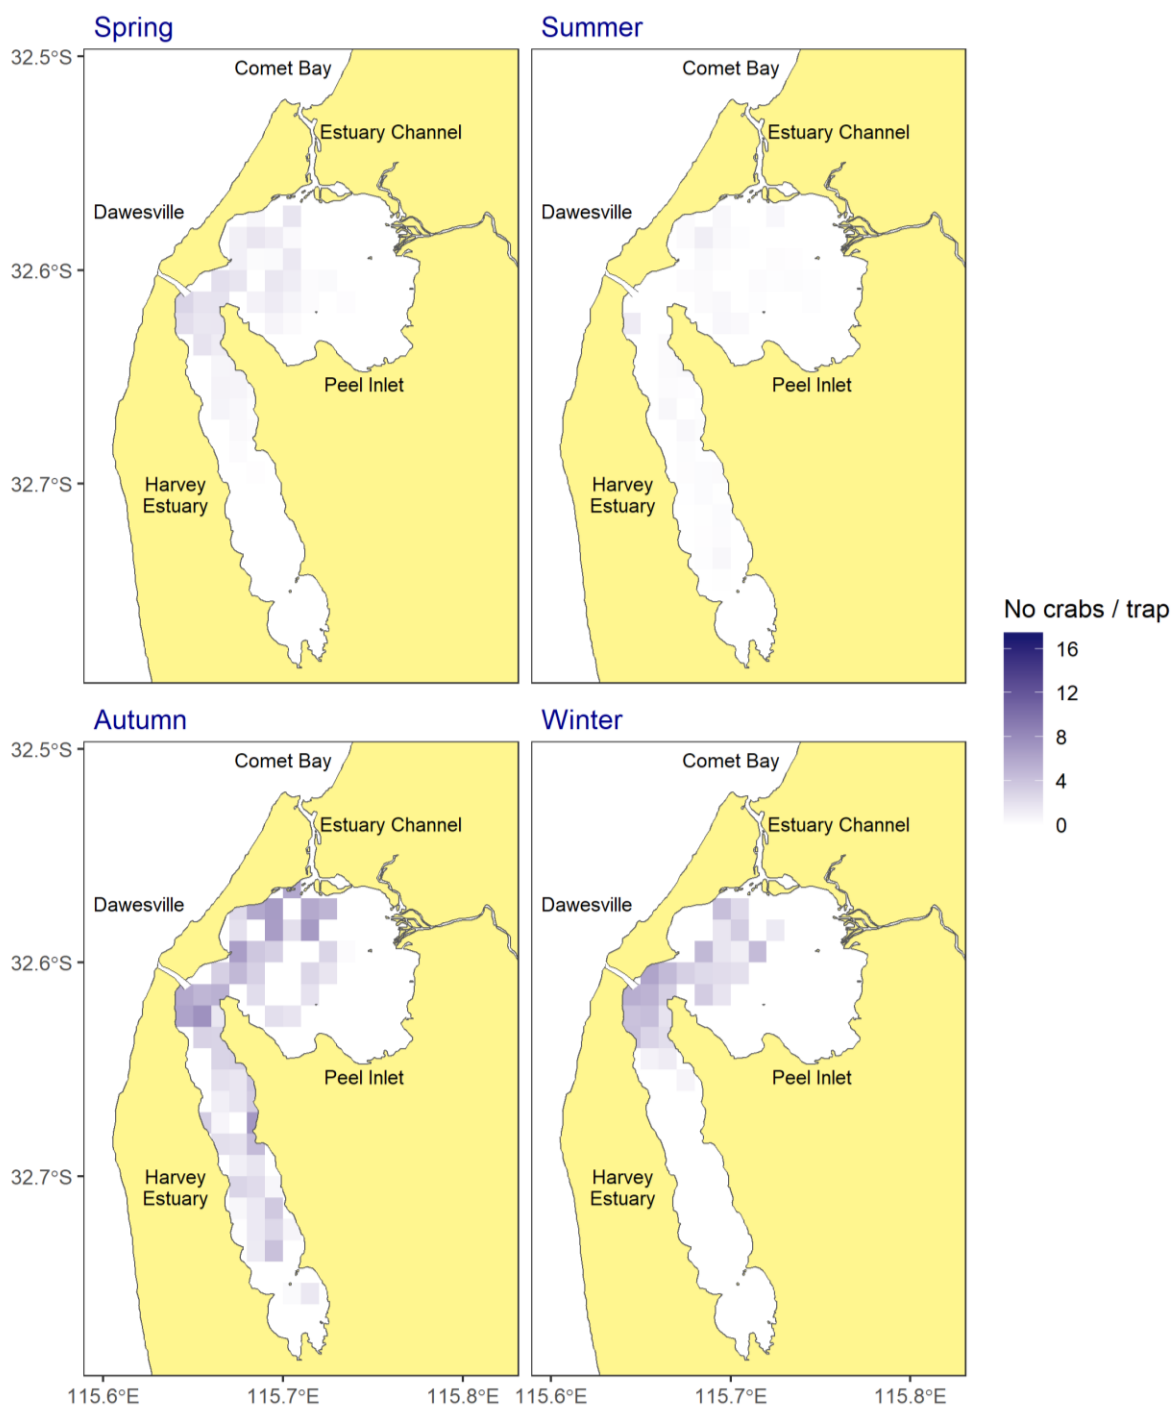 Spring
Summer
32.5°S
Comet Bay
Comet Bay
Estuary Channel
Estuary Channel
Dawesville
Dawesville
32.6°S
Peel Inlet
Peel Inlet
32.7°S
Harvey
Estuary
Harvey
Estuary
No crabs / trap
16
12
8
4
0
Autumn
Winter
32.5°S
Comet Bay
Comet Bay
Estuary Channel
Estuary Channel
Dawesville
Dawesville
32.6°S
Peel Inlet
Peel Inlet
32.7°S
Harvey
Estuary
Harvey
Estuary
115.6°E
115.7°E
115.8°E
115.6°E
115.7°E
115.8°E